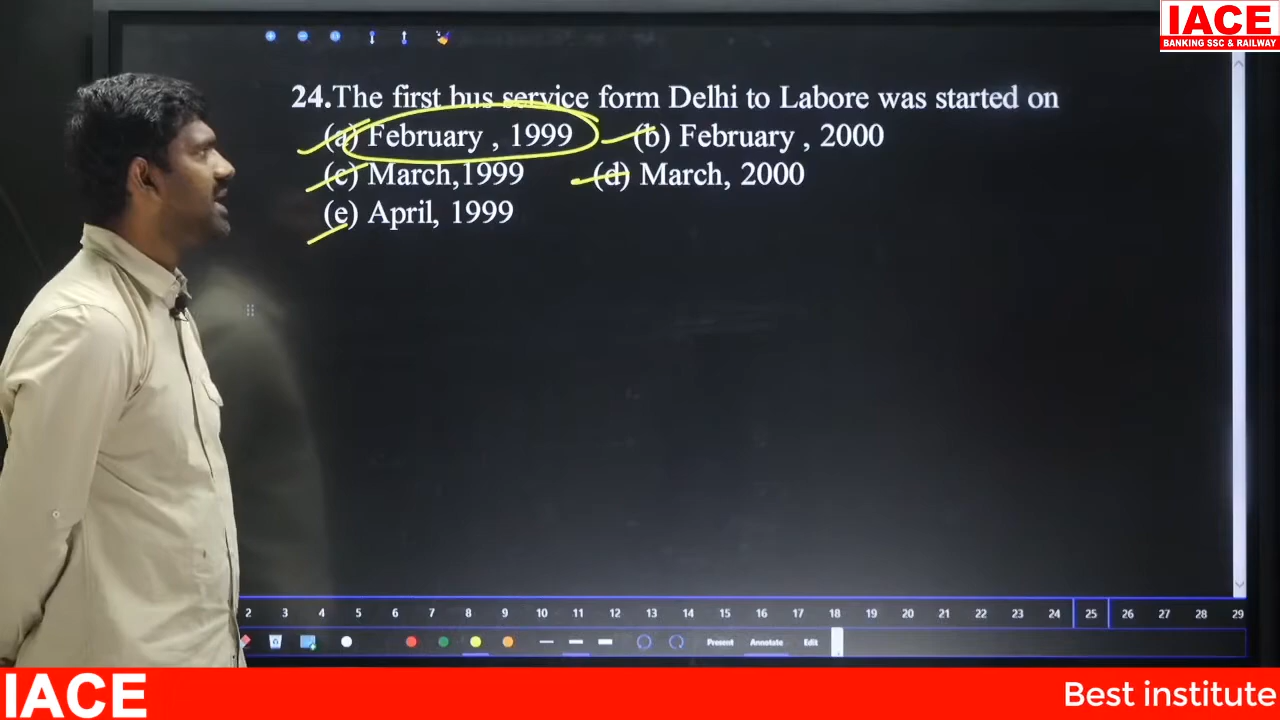 IACE
BANKING SSC & RAILWAY
24.The first bus service form Delhi to Labore was started on
(a) February , 1999 (b) February , 2000
(c) March,1999 (d) March, 2000
(e) April, 1999
2 3 4 5 6 7 8 9 10 11 12 13 14 15 16 17 18 19 20 21 22 23 24 25 26 27 28 29
Present Annotate Edit
IACE Best institute